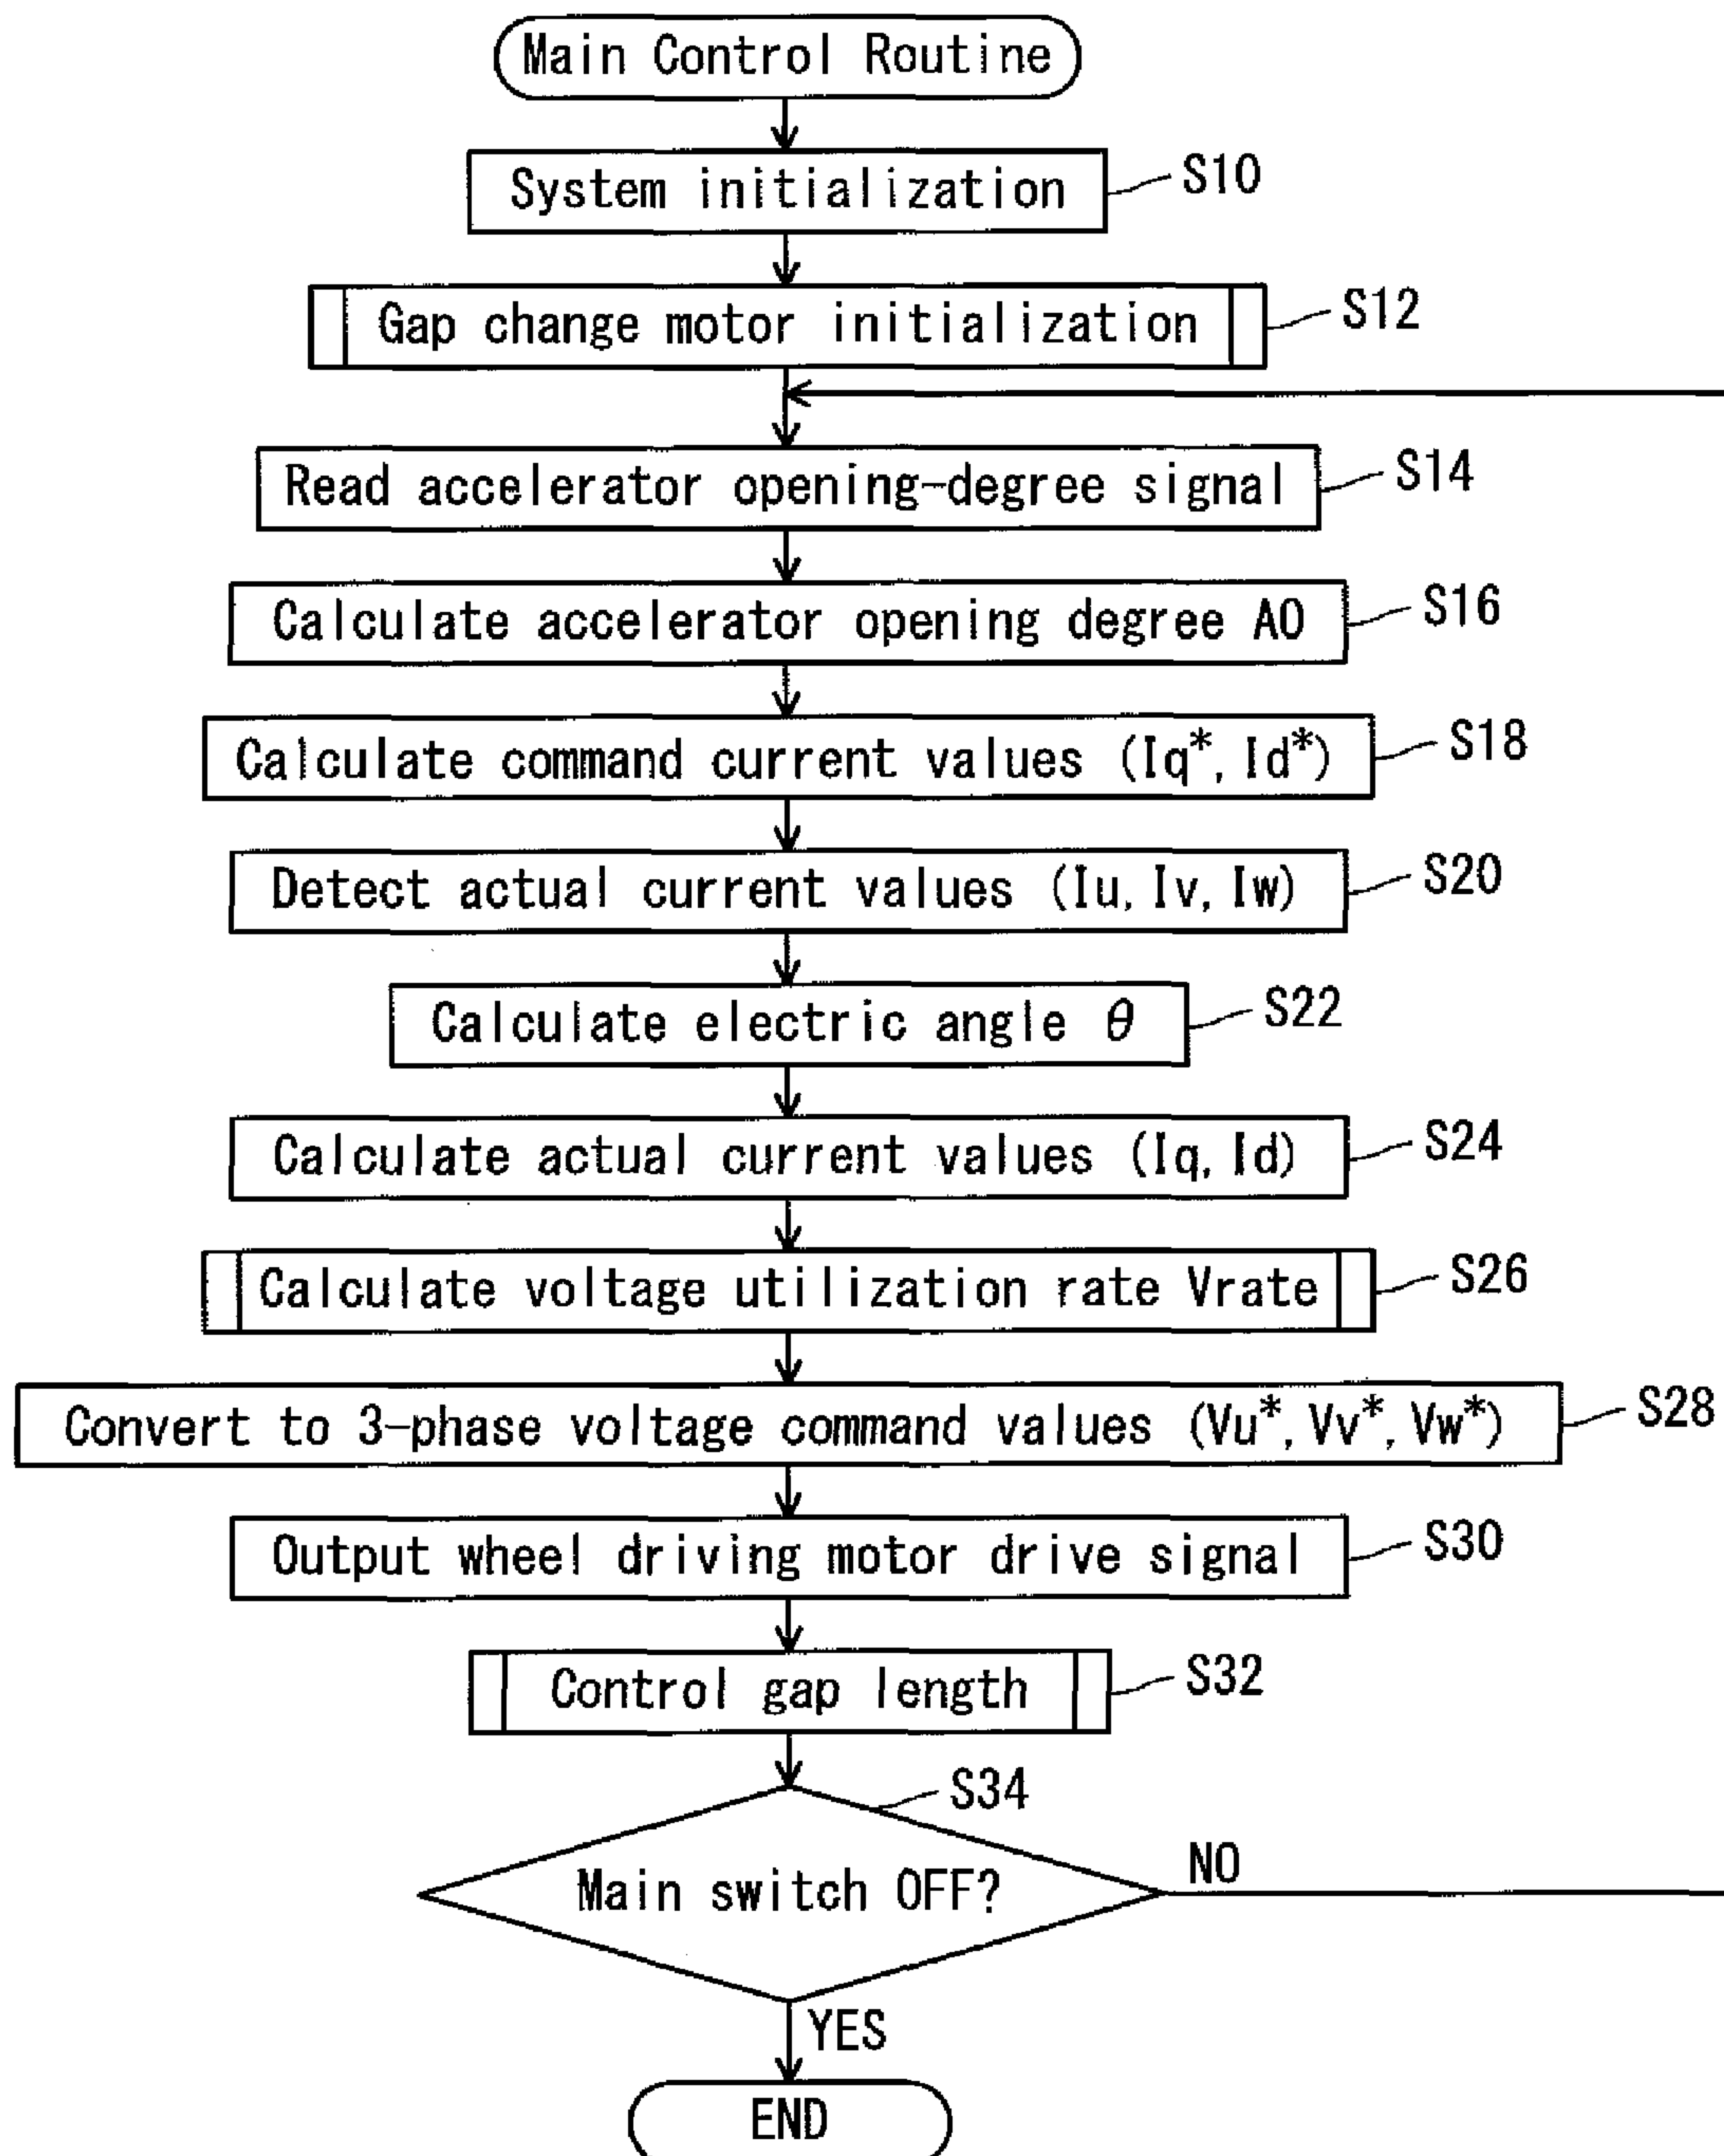 Main Control Routine
System initialization
S10
Gap change motor initialization
S12
Read accelerator opening-degree signal
S14
Calculate accelerator opening degree AO
S16
Calculate command current values (Iq*, Id*)
S18
Detect actual current values (Iu, Iv, Iw)
S20
Calculate electric angle θ
S22
Calculate actual current values (Iq, Id)
S24
Calculate voltage utilization rate Vrate
S26
Convert to 3-phase voltage command values (Vu*, Vv*, Vw*)
S28
Output wheel driving motor drive signal
S30
Control gap length
S32
S34
Main switch OFF?
NO
YES
END